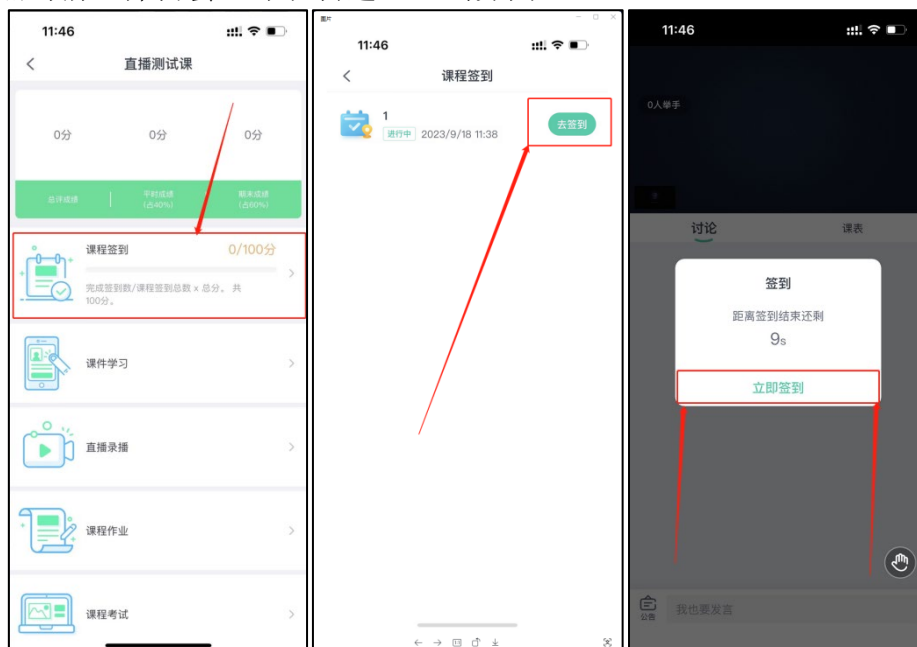 11:46
直播测试课
0分
0分
0分
总评成绩
平时成绩
(占40%)
期末成绩
(占60%)
课程签到
0/100分
完成签到数/课程签到总数 x 总分。 共
100分。
课件学习
直播录播
课程作业
课程考试
图片
11:46
课程签到
1
进行中 2023/9/18 11:38
去签到
11:46
0人举手
讨论
课表
签到
距离签到结束还剩
9s
立即签到
公告
我也要发言